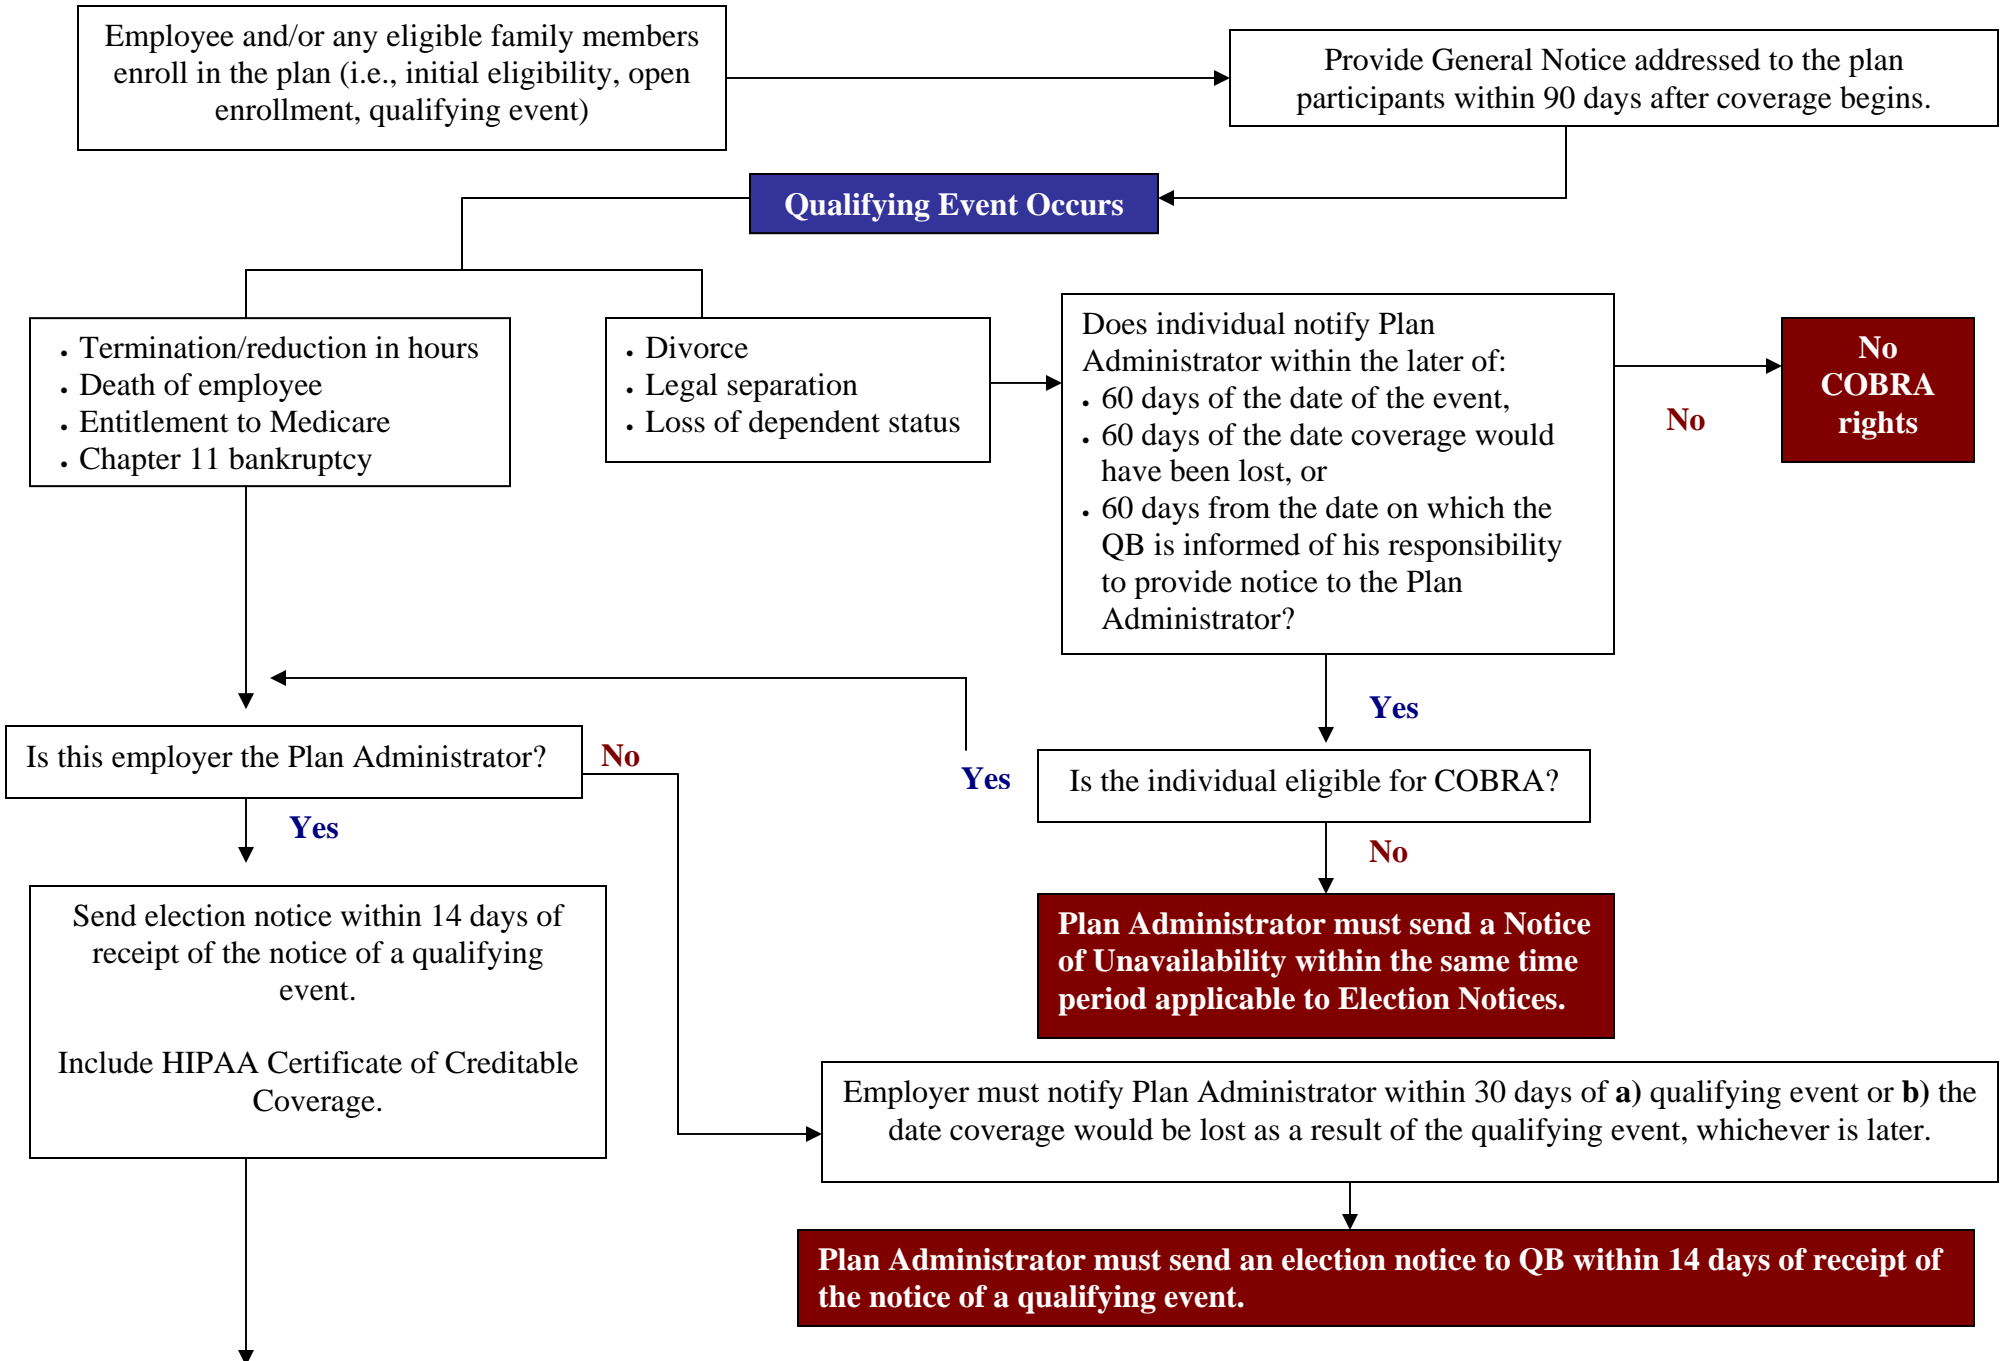 Employee and/or any eligible family members
enroll in the plan (i.e., initial eligibility, open
enrollment, qualifying event)
Provide General Notice addressed to the plan
participants within 90 days after coverage begins.
Qualifying Event Occurs
• Termination/reduction in hours
• Death of employee
• Entitlement to Medicare
• Chapter 11 bankruptcy
• Divorce
• Legal separation
• Loss of dependent status
Does individual notify Plan
Administrator within the later of:
• 60 days of the date of the event,
• 60 days of the date coverage would
have been lost, or
• 60 days from the date on which the
QB is informed of his responsibility
to provide notice to the Plan
Administrator?
No
No
COBRA
rights
Yes
Is this employer the Plan Administrator?
No
Yes
Is the individual eligible for COBRA?
Yes
No
Send election notice within 14 days of
receipt of the notice of a qualifying
event.
Include HIPAA Certificate of Creditable
Coverage.
Plan Administrator must send a Notice
of Unavailability within the same time
period applicable to Election Notices.
Employer must notify Plan Administrator within 30 days of a) qualifying event or b) the
date coverage would be lost as a result of the qualifying event, whichever is later.
Plan Administrator must send an election notice to QB within 14 days of receipt of
the notice of a qualifying event.